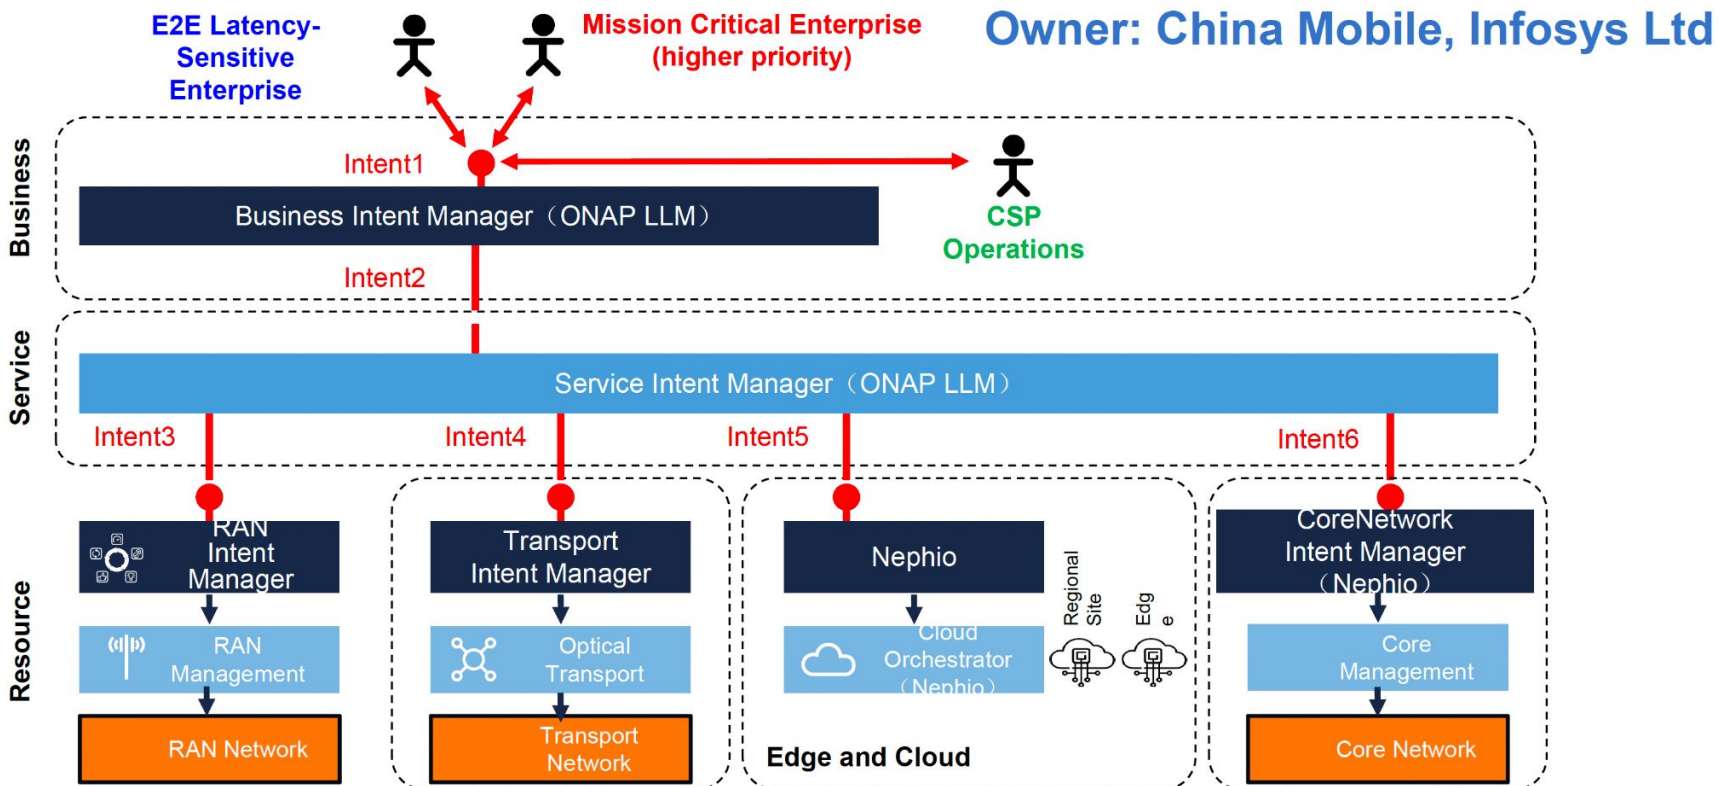 E2E Latency-
Sensitive
Enterprise
Mission Critical Enterprise
(higher priority)
Owner: China Mobile, Infosys Ltd
Business
Intent1
Business Intent Manager（ONAP LLM）
CSP
Operations
Intent2
Service
Service Intent Manager（ONAP LLM）
Intent3
Intent4
Intent5
Intent6
Resource
RAN
Intent
Manager
Transport
Intent Manager
Nephio
Regional
Site
Edg
e
CoreNetwork
Intent Manager
（Nephio）
RAN
Management
Optical
Transport
Cloud
Orchestrator
（Nephio）
Core
Management
RAN Network
Transport
Network
Edge and Cloud
Core Network